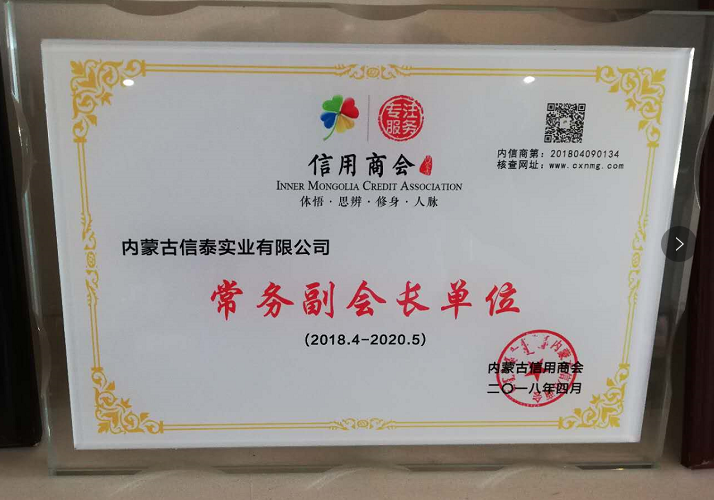 专注
服务
内信商第：201804090134
核查网址：www.cxnmg.com
信用商会
INNER MONGOLIA CREDIT ASSOCIATION
体悟·思辨·修身·人脉
内蒙古信泰实业有限公司
常务副会长单位
(2018.4-2020.5)
内蒙古信用商会
二〇一八年四月